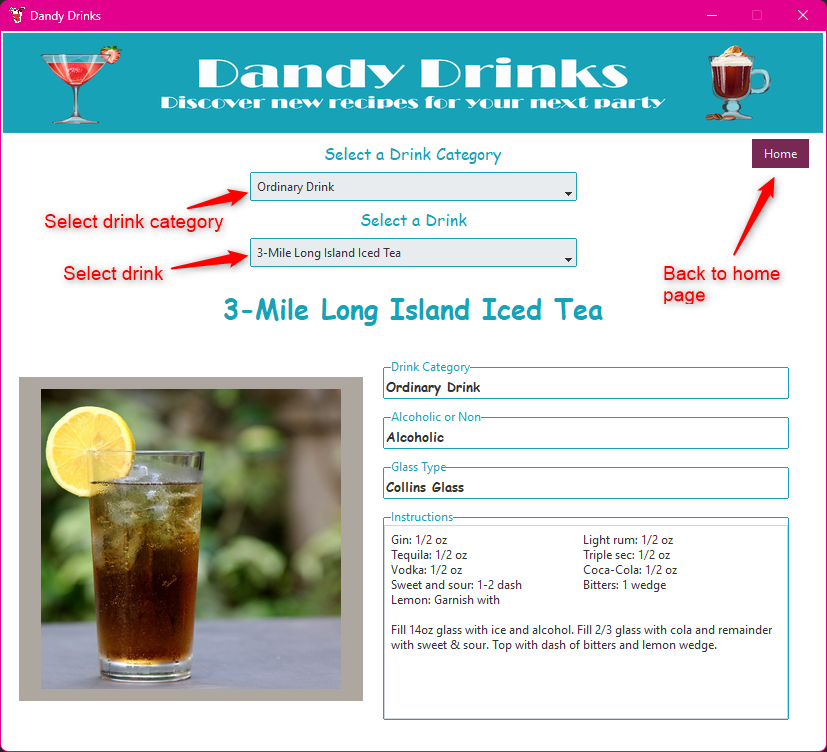 Dandy Drinks
Dandy Drinks
Discover new recipes for your next party
Select a Drink Category
Home
Ordinary Drink
Select drink category
Select a Drink
3-Mile Long Island Iced Tea
Select drink
Back to home
page
3-Mile Long Island Iced Tea
Drink Category
Ordinary Drink
Alcoholic or Non
Alcoholic
Glass Type
Collins Glass
Instructions
Gin: 1/2 oz Light rum: 1/2 oz
Tequila: 1/2 oz Triple sec: 1/2 oz
Vodka: 1/2 oz Coca-Cola: 1/2 oz
Sweet and sour: 1-2 dash Bitters: 1 wedge
Lemon: Garnish with
Fill 14oz glass with ice and alcohol. Fill 2/3 glass with cola and remainder
with sweet & sour. Top with dash of bitters and lemon wedge.